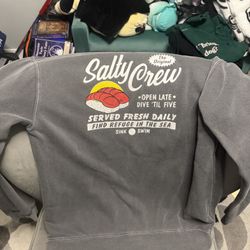 The Original
Salty Crew
• OPEN LATE •
DIVE 'TIL FIVE
SERVED FRESH DAILY
FIND REFUGE IN THE SEA
SINK SWIM